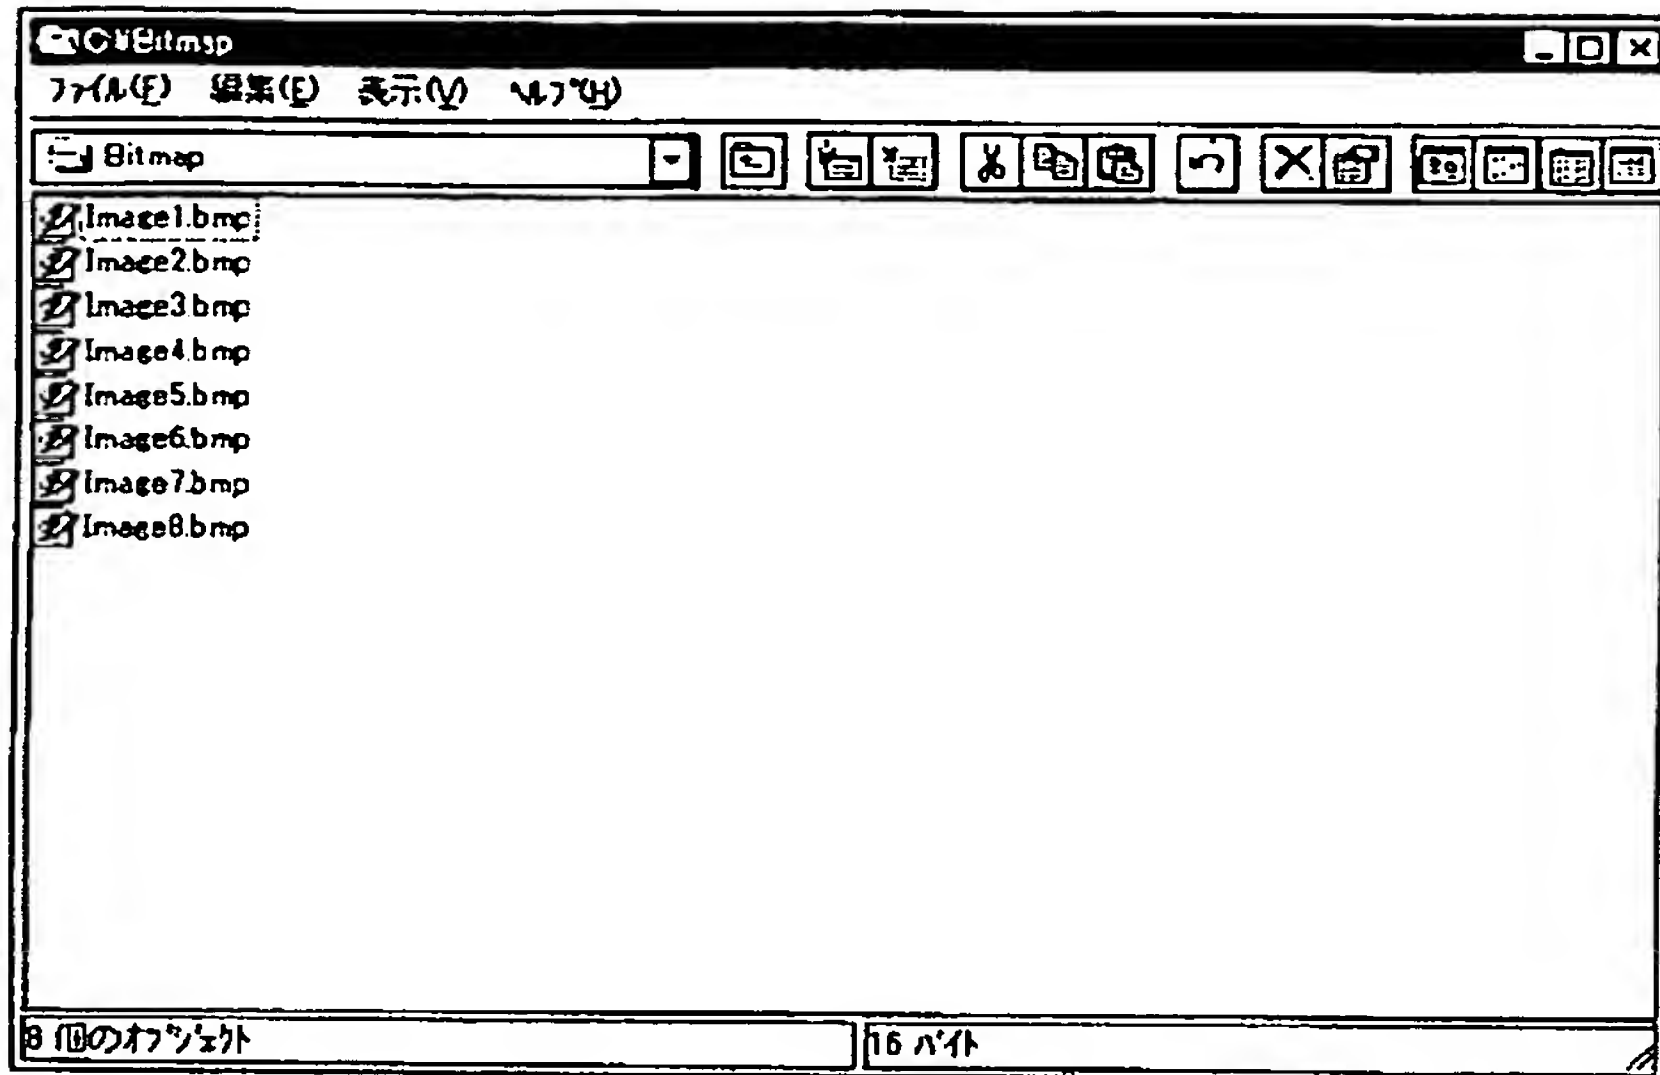 C:¥Bitmap
ファイル(F) 編集(E) 表示(V) ヘルプ(H)
Bitmap
Image1.bmp
Image2.bmp
Image3.bmp
Image4.bmp
Image5.bmp
Image6.bmp
Image7.bmp
Image8.bmp
8 個のオブジェクト
16 バイト